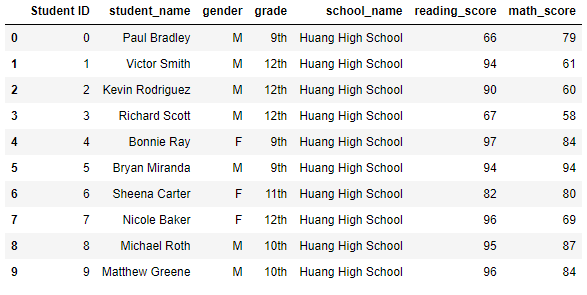 Student ID student_name gender grade school_name reading_score math_score
0 0 Paul Bradley M 9th Huang High School 66 79
1 1 Victor Smith M 12th Huang High School 94 61
2 2 Kevin Rodriguez M 12th Huang High School 90 60
3 3 Richard Scott M 12th Huang High School 67 58
4 4 Bonnie Ray F 9th Huang High School 97 84
5 5 Bryan Miranda M 9th Huang High School 94 94
6 6 Sheena Carter F 11th Huang High School 82 80
7 7 Nicole Baker F 12th Huang High School 96 69
8 8 Michael Roth M 10th Huang High School 95 87
9 9 Matthew Greene M 10th Huang High School 96 84